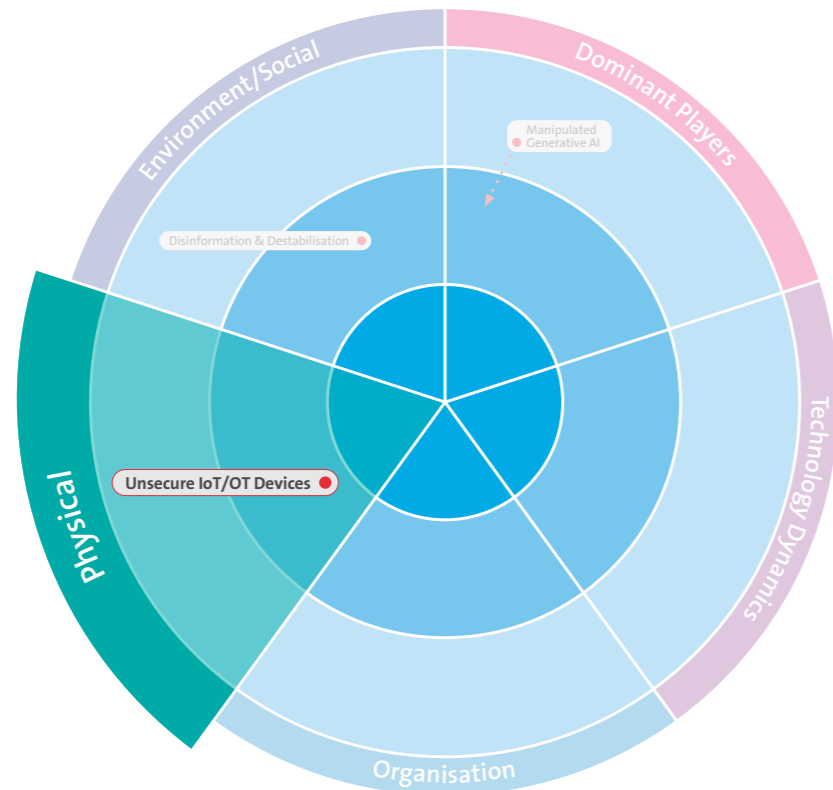 Environment/Social
Dominant Players
Manipulated
Generative AI
Disinformation & Destabilisation
Technology Dynamics
Physical
Unsecure IoT/OT Devices
Organisation